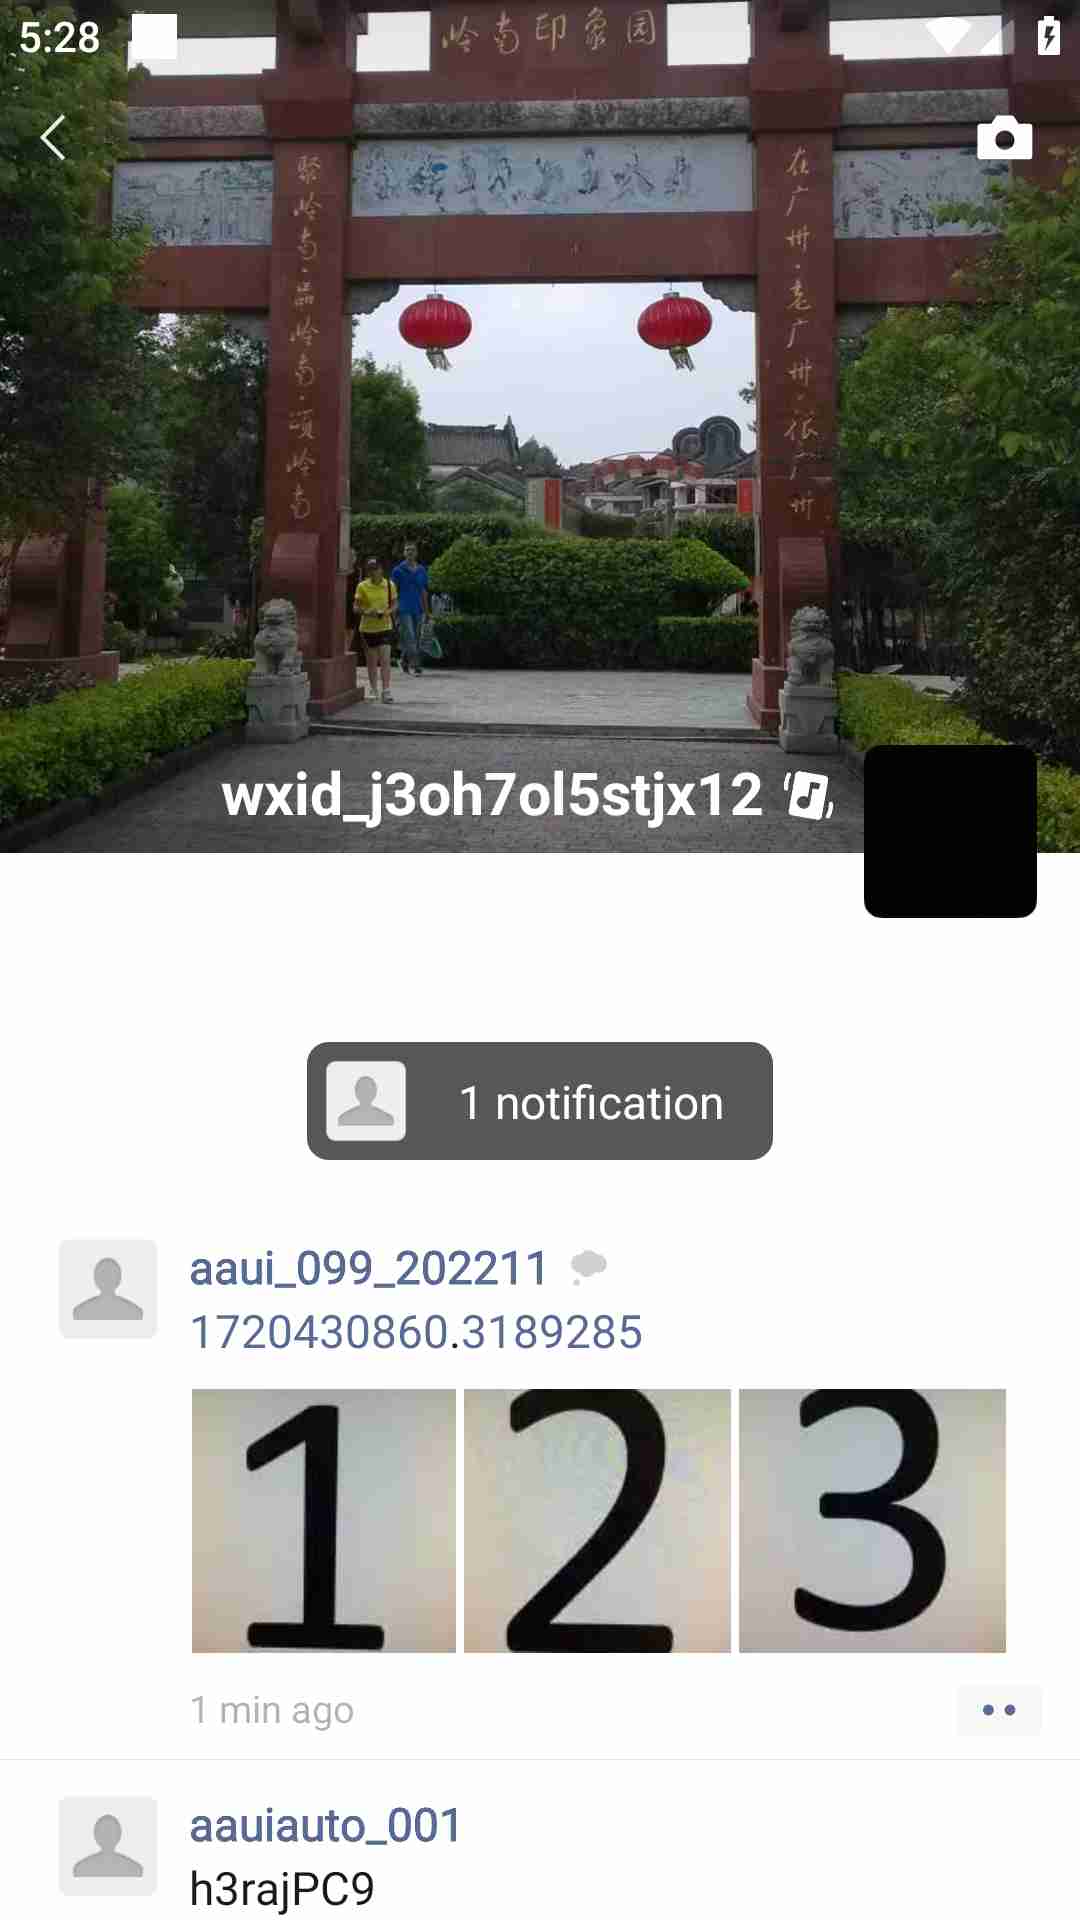 5:28
岭南印象园
聚岭南·品岭南·颂岭南
在广州·老广州·很广州
wxid_j3oh7ol5stjx12
1 notification
aaui_099_202211
1720430860.3189285
1
2
3
1 min ago
aauiauto_001
h3rajPC9